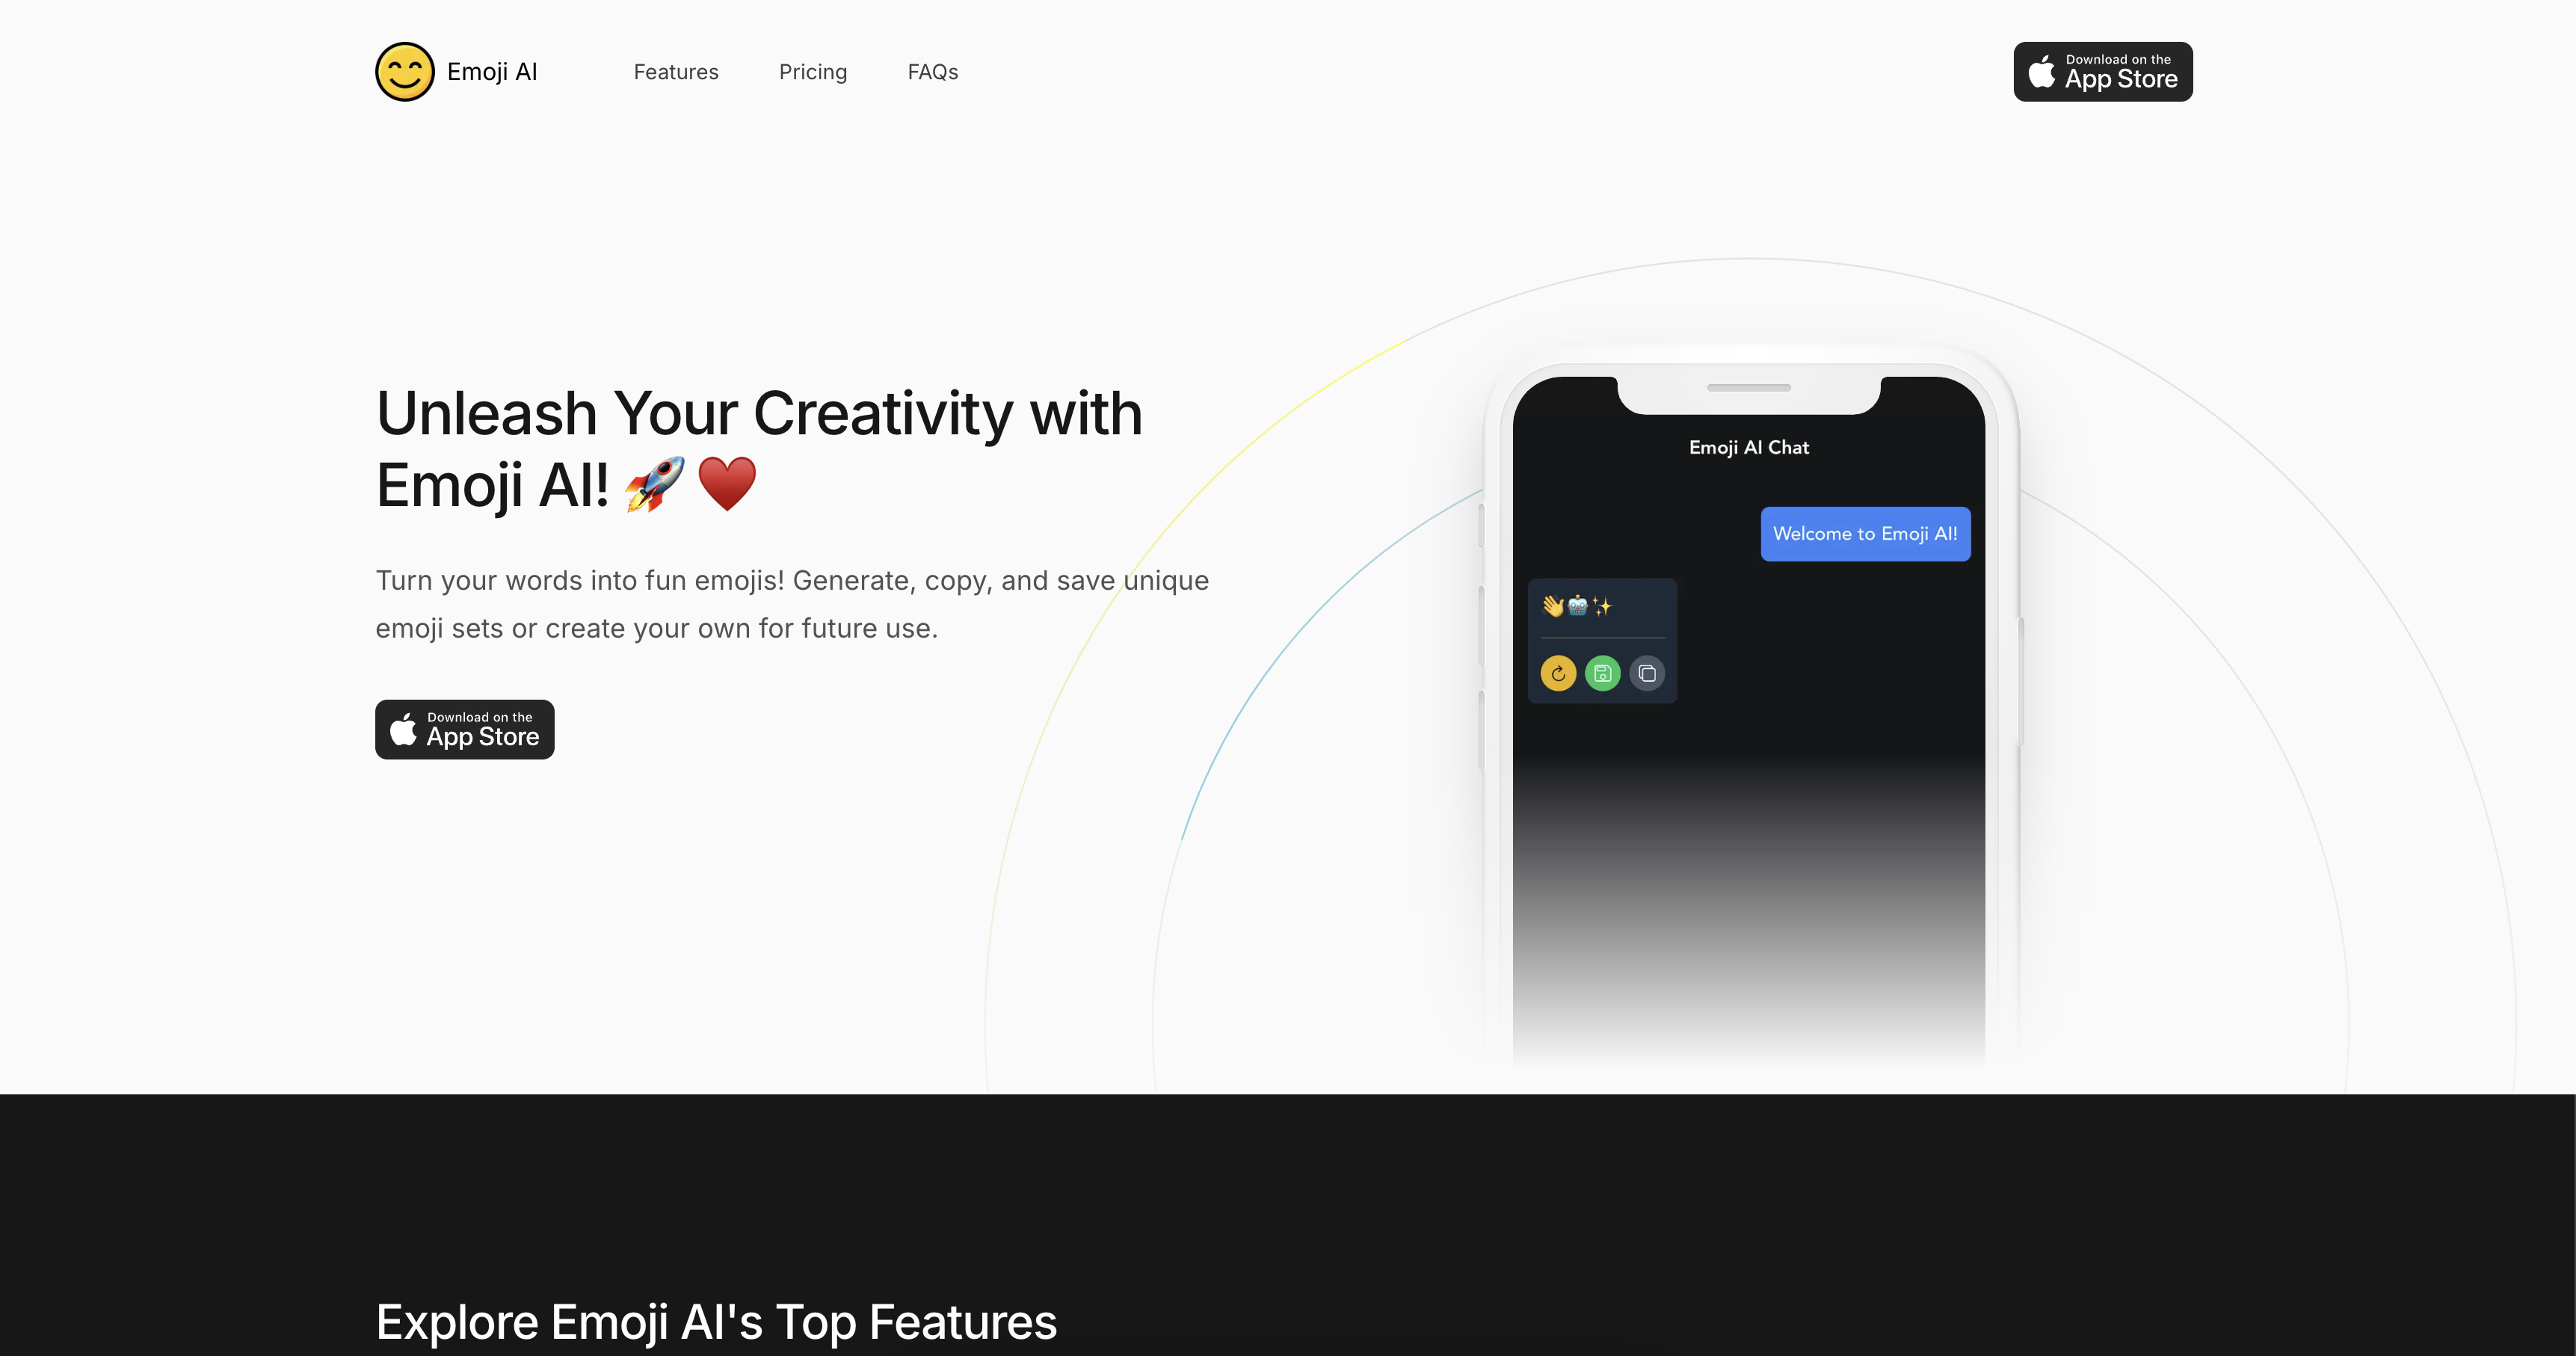 Emoji AI
Features
Pricing
FAQs
Download on the
App Store
Unleash Your Creativity with
Emoji AI! 🚀♥️
Turn your words into fun emojis! Generate, copy, and save unique
emoji sets or create your own for future use.
Download on the
App Store
Emoji AI Chat
Welcome to Emoji AI!
👋🤖✨
Explore Emoji AI's Top Features